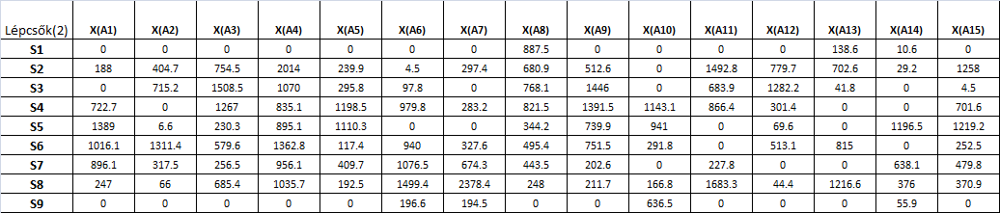 Lépcsők(2) X(A1) X(A2) X(A3) X(A4) X(A5) X(A6) X(A7) X(A8) X(A9) X(A10) X(A11) X(A12) X(A13) X(A14) X(A15)
S1 0 0 0 0 0 0 0 887.5 0 0 0 0 138.6 10.6 0
S2 188 404.7 754.5 2014 239.9 4.5 297.4 680.9 512.6 0 1492.8 779.7 702.6 29.2 1258
S3 0 715.2 1508.5 1070 295.8 97.8 0 768.1 1446 0 683.9 1282.2 41.8 0 4.5
S4 722.7 0 1267 835.1 1198.5 979.8 283.2 821.5 1391.5 1143.1 866.4 301.4 0 0 701.6
S5 1389 6.6 230.3 895.1 1110.3 0 0 344.2 739.9 941 0 69.6 0 1196.5 1219.2
S6 1016.1 1311.4 579.6 1362.8 117.4 940 327.6 495.4 751.5 291.8 0 513.1 815 0 252.5
S7 896.1 317.5 256.5 956.1 409.7 1076.5 674.3 443.5 202.6 0 227.8 0 0 638.1 479.8
S8 247 66 685.4 1035.7 192.5 1499.4 2378.4 248 211.7 166.8 1683.3 44.4 1216.6 376 370.9
S9 0 0 0 0 0 196.6 194.5 0 0 636.5 0 0 0 55.9 0